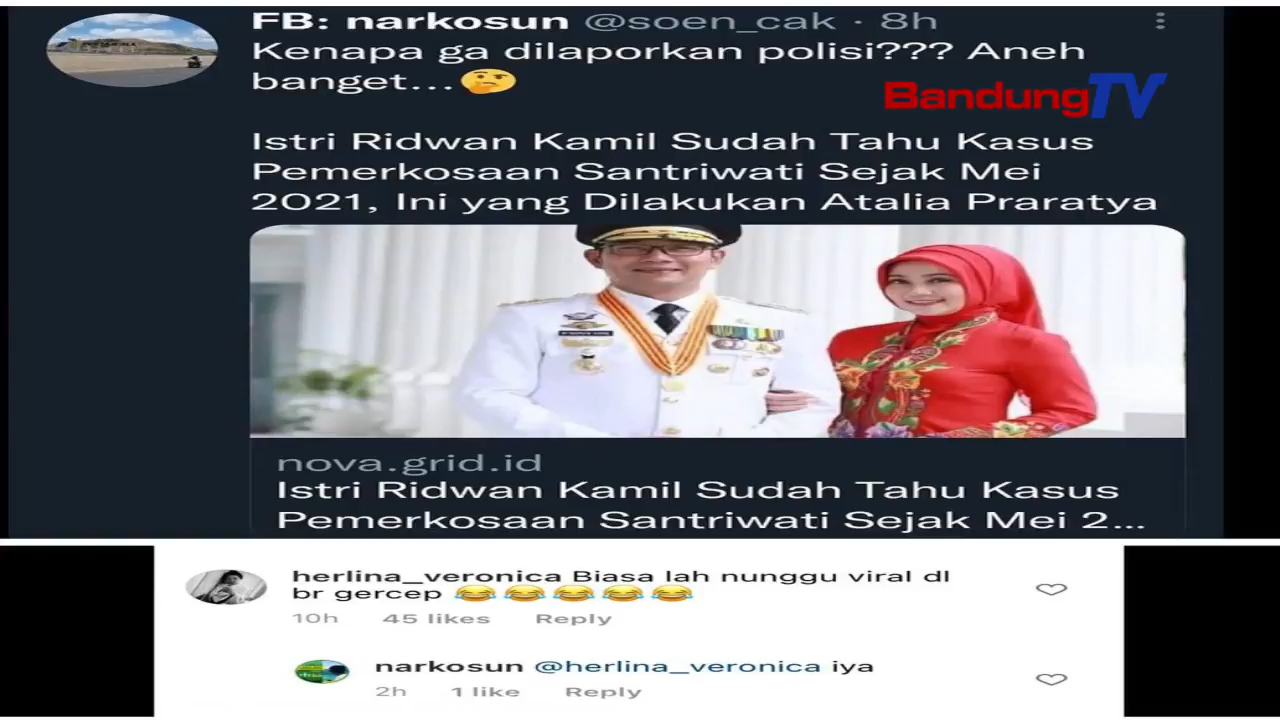 FB: narkosun @soen_cak · 8h
Kenapa ga dilaporkan polisi??? Aneh
banget...🤔
BandungTV
Istri Ridwan Kamil Sudah Tahu Kasus
Pemerkosaan Santriwati Sejak Mei
2021, Ini yang Dilakukan Atalia Praratya
nova.grid.id
Istri Ridwan Kamil Sudah Tahu Kasus
Pemerkosaan Santriwati Sejak Mei 2...
herlina_veronica Biasa lah nunggu viral dl
br gercep 😂😂😂😂😂
10h 45 likes Reply
narkosun @herlina_veronica iya
2h 1 like Reply